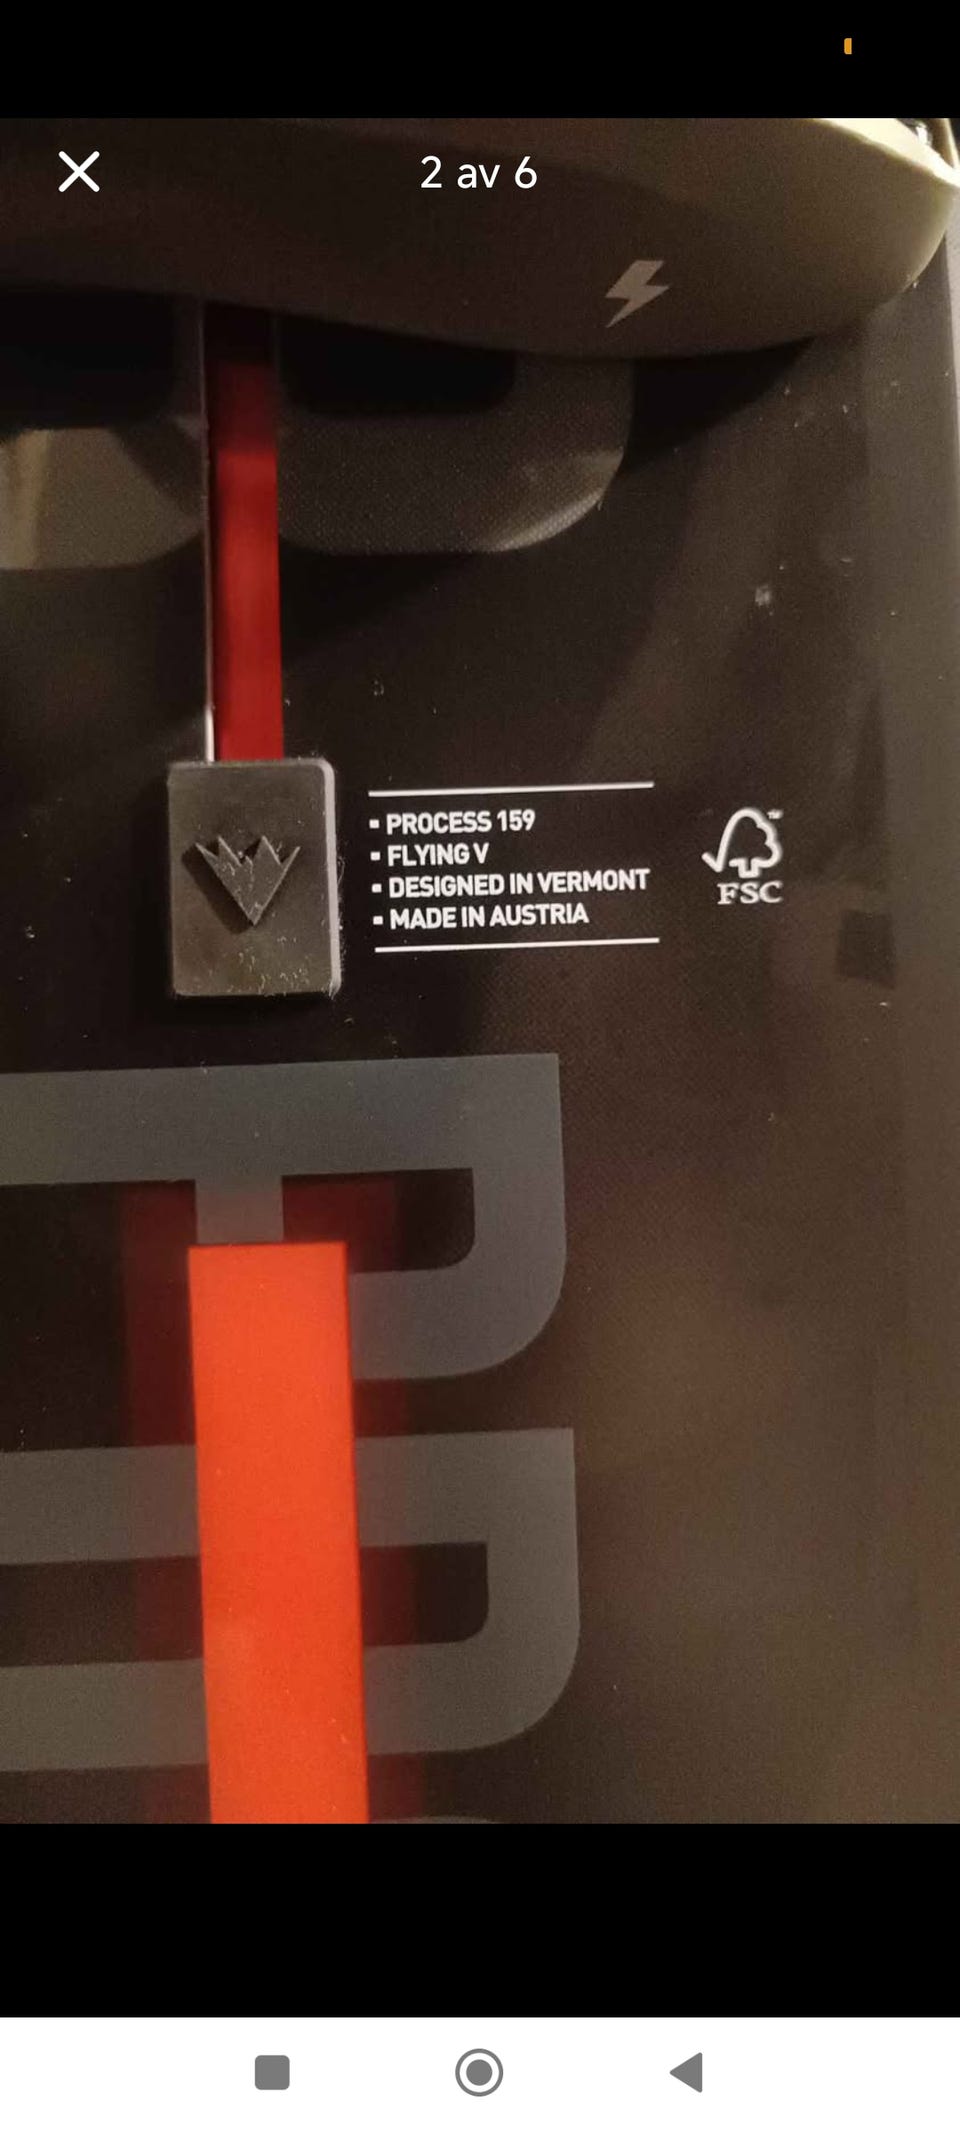 2 av 6
▪ PROCESS 159
▪ FLYING V
▪ DESIGNED IN VERMONT
▪ MADE IN AUSTRIA
FSC